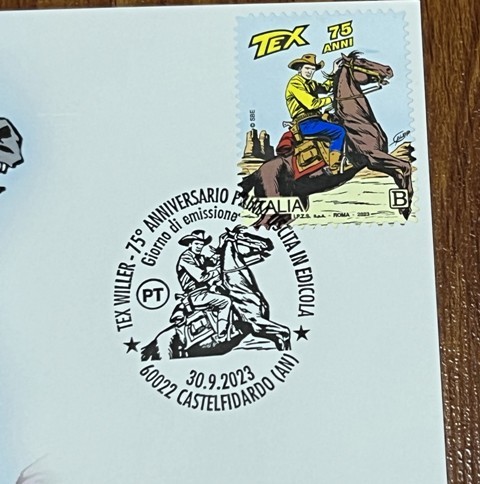 TEX 75
ANNI
© SBE
ITALIA
I.P.Z.S. S.p.A. - ROMA - 2023
B
TEX WILLER - 75° ANNIVERSARIO PRIMA USCITA IN EDICOLA
Giorno di emissione
PT
30.9.2023
60022 CASTELFIDARDO (AN)